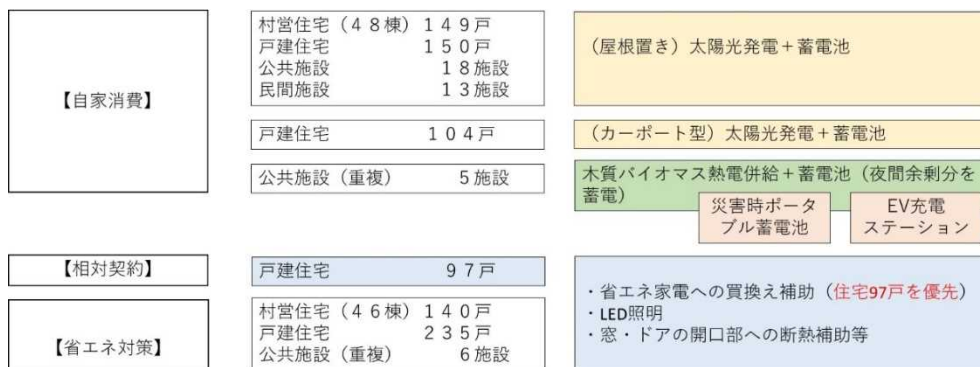 【自家消費】
村営住宅（４８棟）１４９戸
戸建住宅　１５０戸
公共施設　１８施設
民間施設　１３施設
（屋根置き）太陽光発電＋蓄電池
戸建住宅　１０４戸
（カーポート型）太陽光発電＋蓄電池
公共施設（重複）　５施設
木質バイオマス熱電併給＋蓄電池（夜間余剰分を
蓄電）
災害時ポータ
ブル蓄電池
EV充電
ステーション
【相対契約】
戸建住宅　９７戸
【省エネ対策】
村営住宅（４６棟）１４０戸
戸建住宅　２３５戸
公共施設（重複）　６施設
・省エネ家電への買換え補助（住宅97戸を優先）
・LED照明
・窓・ドアの開口部への断熱補助等